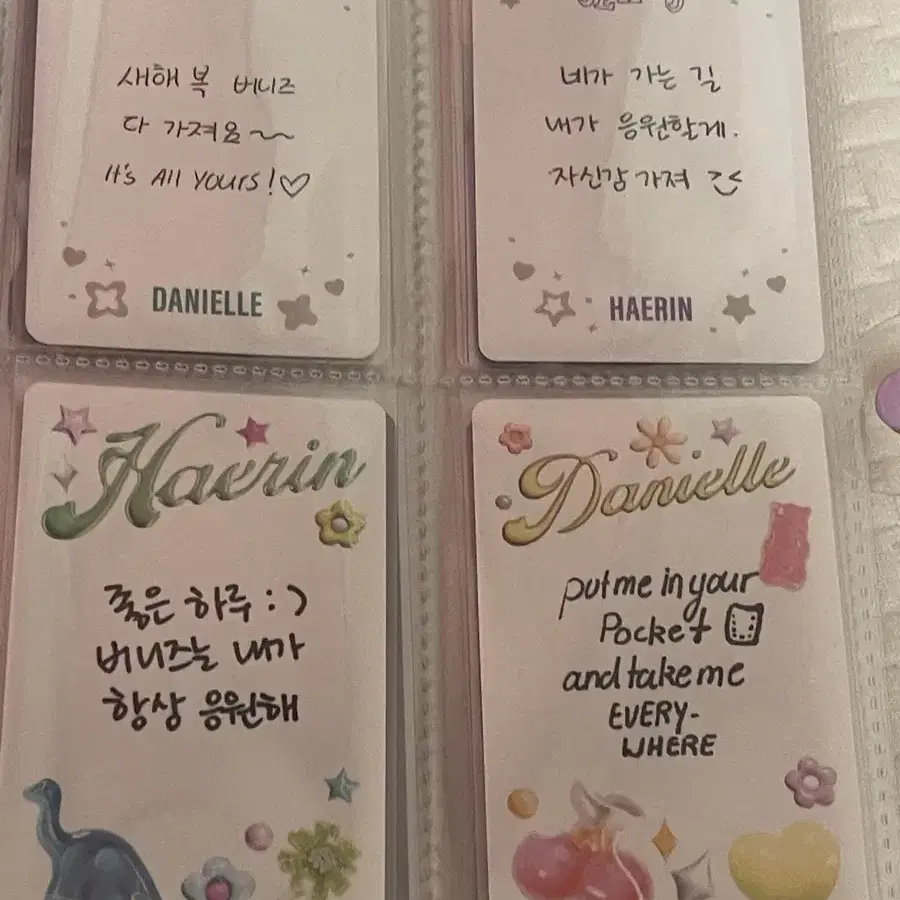 새해 복 버니즈
다 가져욤~~
It's All Yours!♡
DANIELLE
네가 가는 길
내가 응원할게.
자신감 가져
HAERIN
Haerin
좋은 하루 :)
버니즈는 내가
항상 응원해
Danielle
put me in your
Pocket
and take me
EVERY-
WHERE